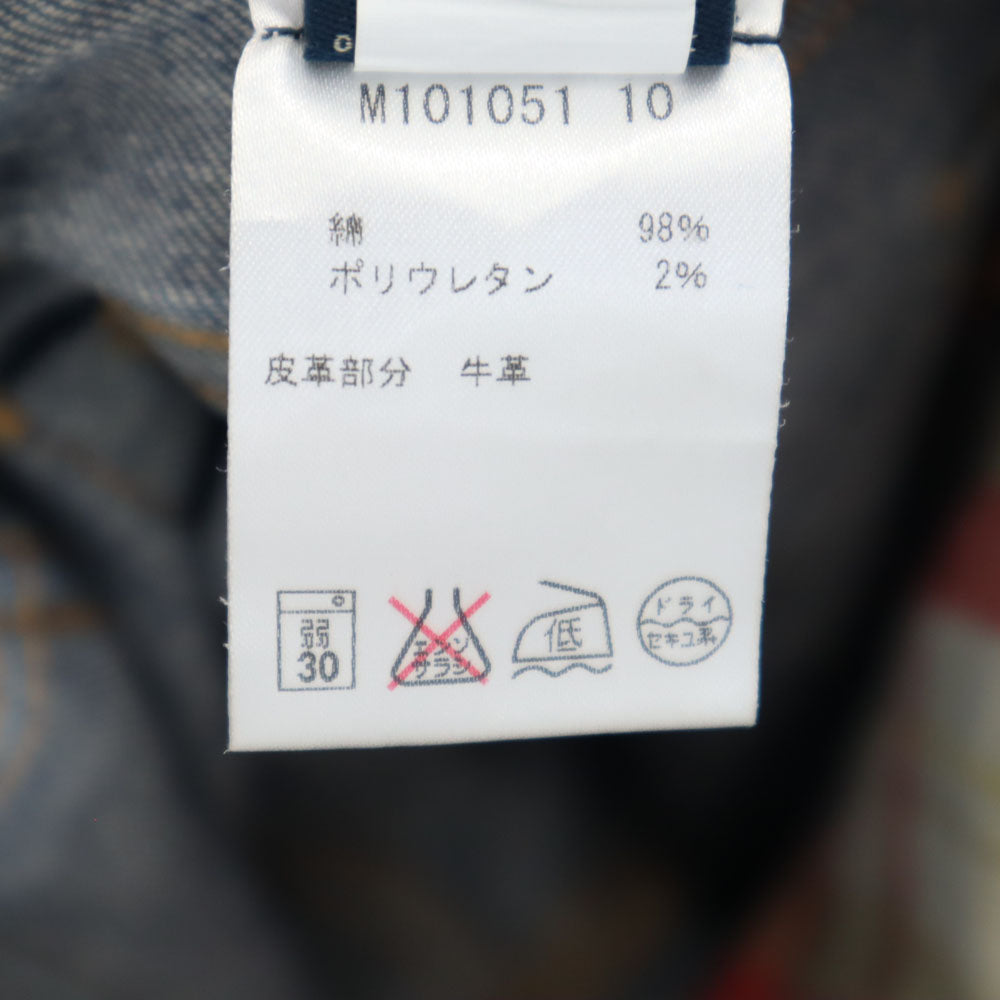 M101051 10
綿 98%
ポリウレタン 2%
皮革部分 牛革
弱
30
エンソ
サラシ
低
ドライ
セキユ系